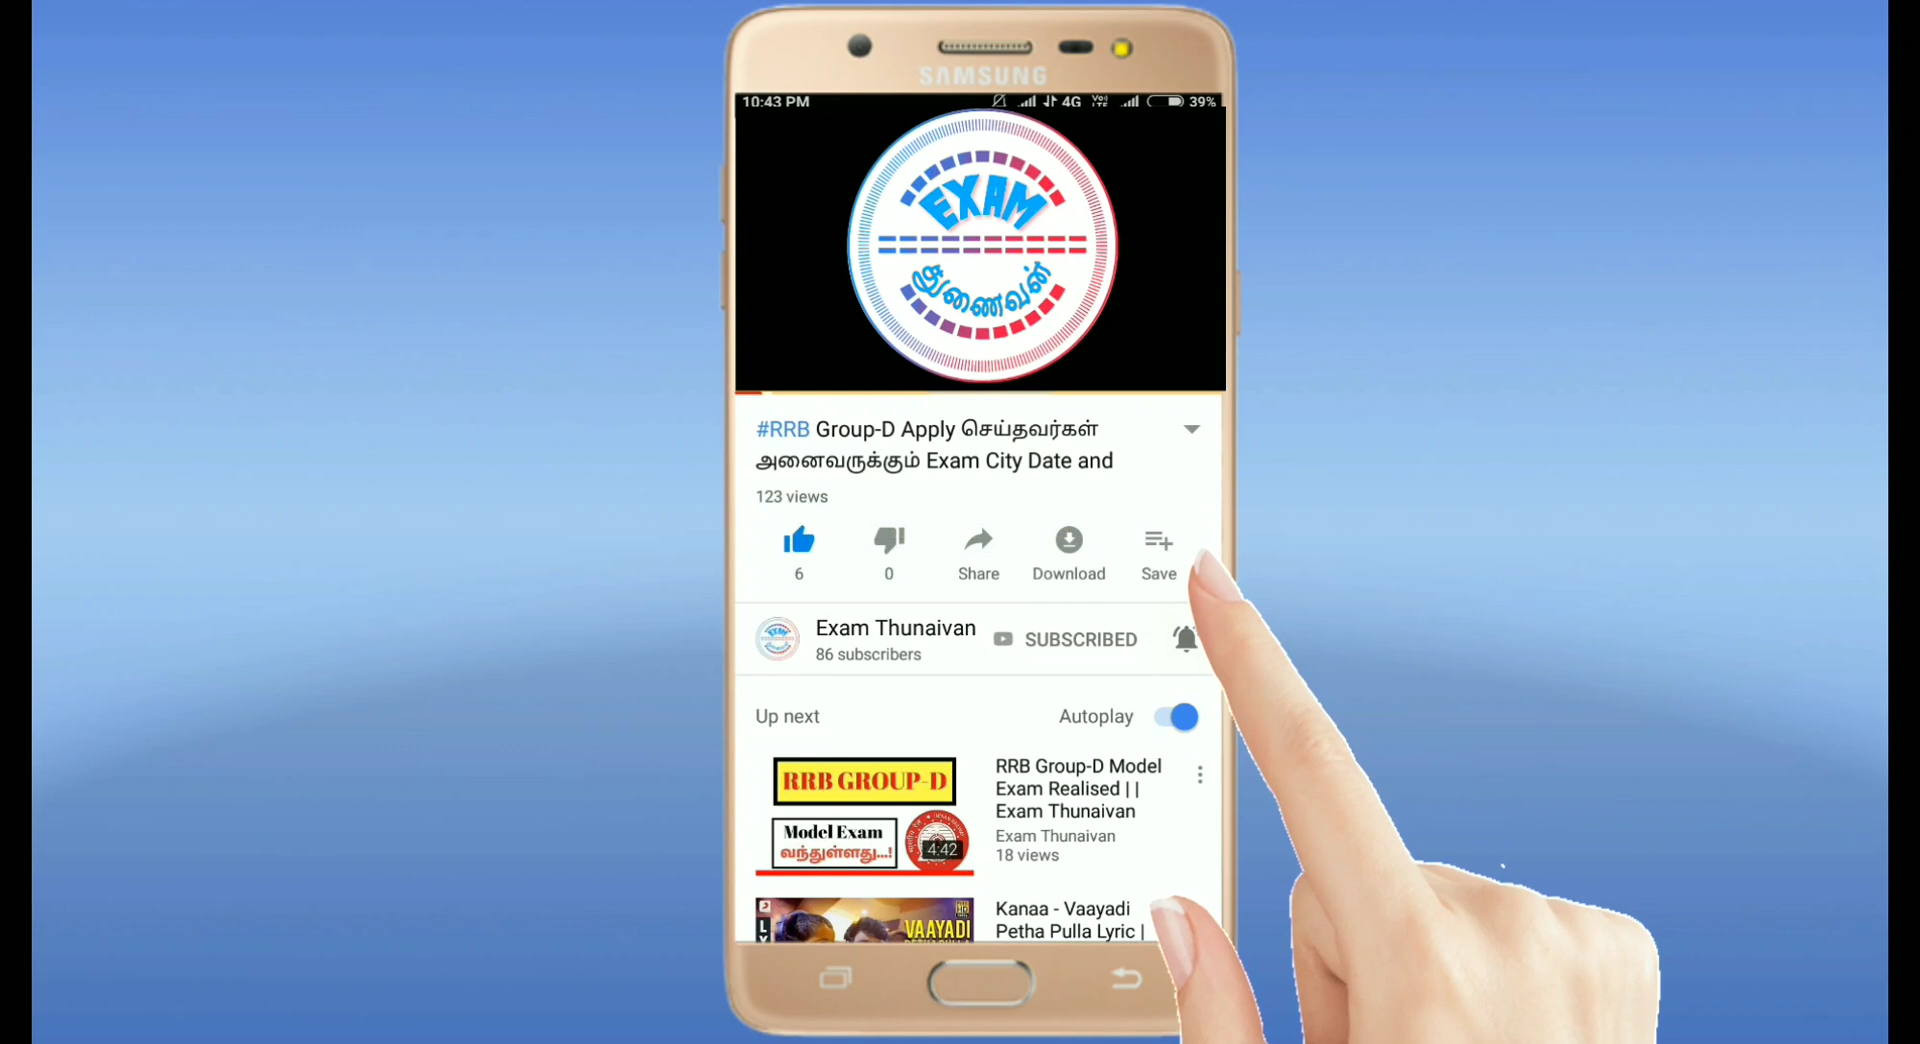 SAMSUNG
10:43 PM 4G VoLTE 39%
EXAM
துணைவன்
#RRB Group-D Apply செய்தவர்கள்
அனைவருக்கும் Exam City Date and
123 views
6 0 Share Download Save
EXAM
Exam Thunaivan
86 subscribers
SUBSCRIBED
Up next
Autoplay
RRB GROUP-D
Model Exam
வந்துள்ளது...!
4:42
RRB Group-D Model
Exam Realised ||
Exam Thunaivan
Exam Thunaivan
18 views
VAAYADI
Kanaa - Vaayadi
Petha Pulla Lyric |